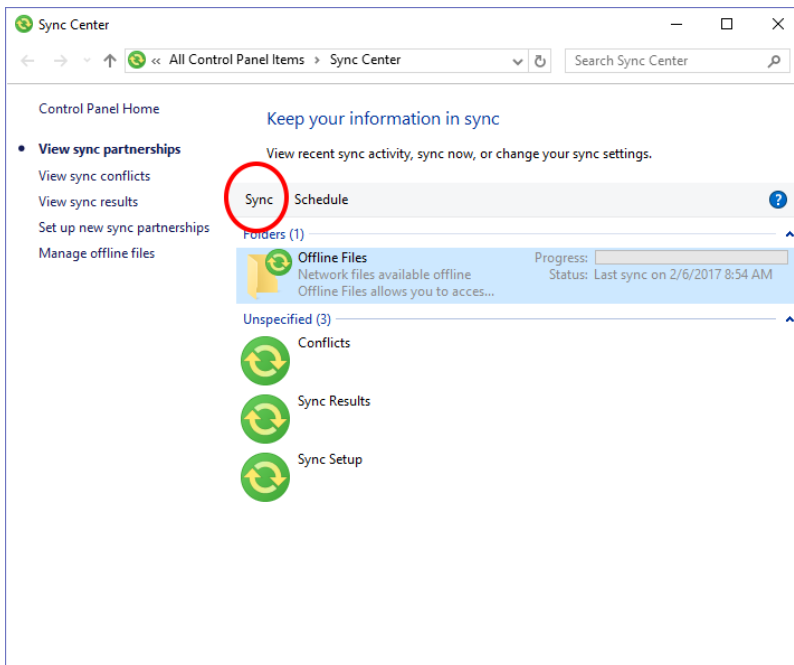 Sync Center
« All Control Panel Items › Sync Center
Search Sync Center
Control Panel Home
View sync partnerships
View sync conflicts
View sync results
Set up new sync partnerships
Manage offline files
Keep your information in sync
View recent sync activity, sync now, or change your sync settings.
Sync Schedule
Folders (1)
Offline Files
Network files available offline
Offline Files allows you to acces...
Progress:
Status: Last sync on 2/6/2017 8:54 AM
Unspecified (3)
Conflicts
Sync Results
Sync Setup